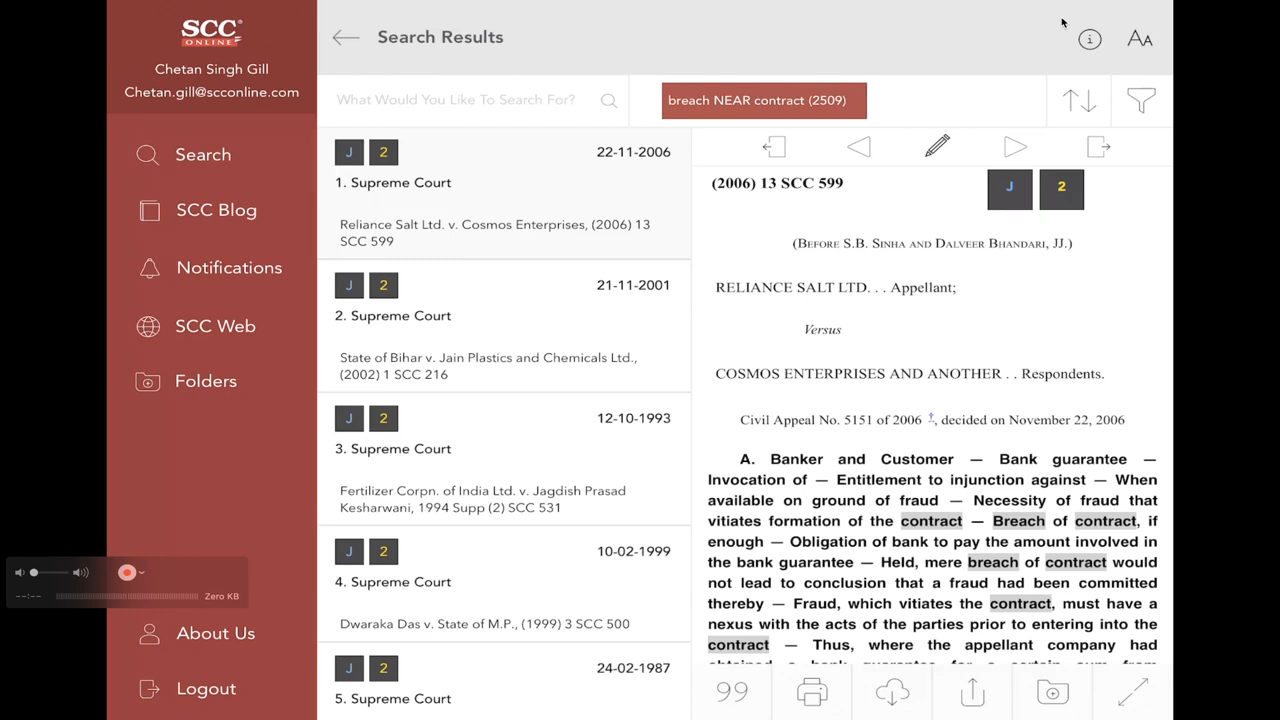 SCC®
ONLINE
Chetan Singh Gill
Chetan.gill@scconline.com
Search
SCC Blog
Notifications
SCC Web
Folders
--:--
Zero KB
About Us
Logout
Search Results
AA
What Would You Like To Search For?
breach NEAR contract (2509)
J 2 22-11-2006
1. Supreme Court
Reliance Salt Ltd. v. Cosmos Enterprises, (2006) 13
SCC 599
J 2 21-11-2001
2. Supreme Court
State of Bihar v. Jain Plastics and Chemicals Ltd.,
(2002) 1 SCC 216
J 2 12-10-1993
3. Supreme Court
Fertilizer Corpn. of India Ltd. v. Jagdish Prasad
Kesharwani, 1994 Supp (2) SCC 531
J 2 10-02-1999
4. Supreme Court
Dwaraka Das v. State of M.P., (1999) 3 SCC 500
J 2 24-02-1987
5. Supreme Court
(2006) 13 SCC 599
J 2
(Before S.B. Sinha and Dalveer Bhandari, JJ.)
RELIANCE SALT LTD. . . Appellant;
Versus
COSMOS ENTERPRISES AND ANOTHER . . Respondents.
Civil Appeal No. 5151 of 2006 †, decided on November 22, 2006
A. Banker and Customer — Bank guarantee —
Invocation of — Entitlement to injunction against — When
available on ground of fraud — Necessity of fraud that
vitiates formation of the contract — Breach of contract, if
enough — Obligation of bank to pay the amount involved in
the bank guarantee — Held, mere breach of contract would
not lead to conclusion that a fraud had been committed
thereby — Fraud, which vitiates the contract, must have a
nexus with the acts of the parties prior to entering into the
contract — Thus, where the appellant company had
obtained a bank guarantee for a certain sum from